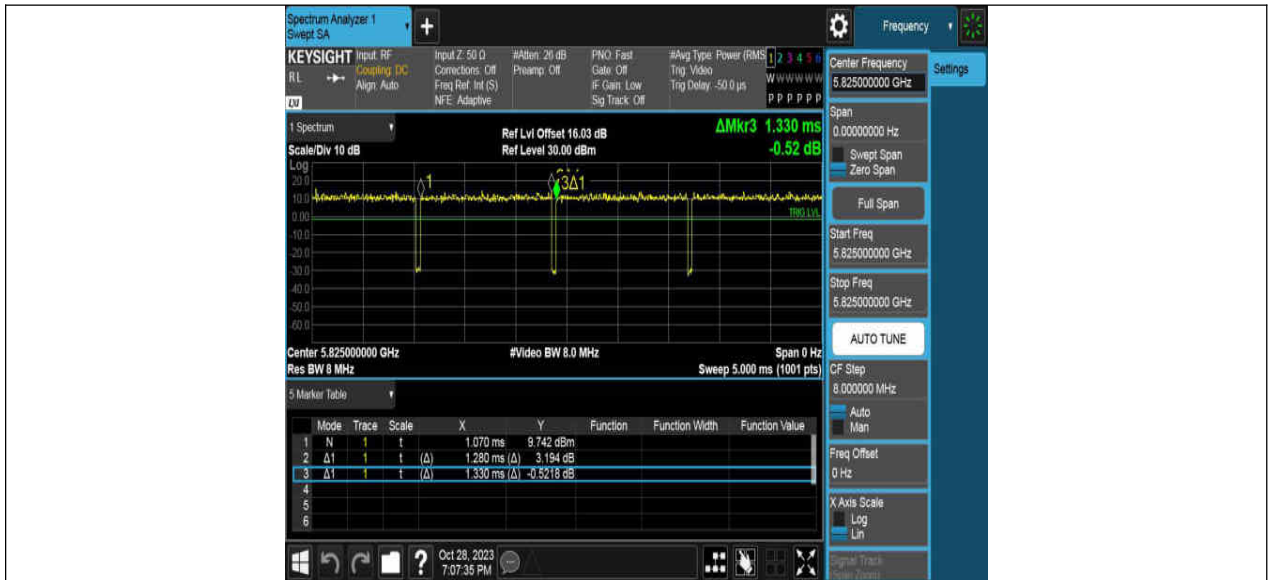 Spectrum Analyzer 1
Swept SA
+
Frequency
KEYSIGHT
RL
Input: RF
Coupling: DC
Align: Auto
Input Z: 50 Ω
Corrections: Off
Freq Ref: Int (S)
NFE: Adaptive
#Atten: 26 dB
Preamp: Off
PNO: Fast
Gate: Off
IF Gain: Low
Sig Track: Off
#Avg Type: Power (RMS
Trig: Video
Trig Delay: -50.0 µs
1 2 3 4 5 6
W W W W W W
P P P P P P
Center Frequency
5.825000000 GHz
Settings
Span
0.00000000 Hz
Swept Span
Zero Span
Full Span
Start Freq
5.825000000 GHz
Stop Freq
5.825000000 GHz
AUTO TUNE
CF Step
8.000000 MHz
Auto
Man
Freq Offset
0 Hz
X Axis Scale
Log
Lin
Signal Track
(Span Zoom)
1 Spectrum
Scale/Div 10 dB
Ref Lvl Offset 16.03 dB
Ref Level 30.00 dBm
ΔMkr3 1.330 ms
-0.52 dB
Log
20.0
10.0
0.00
-10.0
-20.0
-30.0
-40.0
-50.0
-60.0
1
3Δ1
TRIG LVL
Center 5.825000000 GHz
Res BW 8 MHz
#Video BW 8.0 MHz
Span 0 Hz
Sweep 5.000 ms (1001 pts)
5 Marker Table
Mode Trace Scale X Y Function Function Width Function Value
1 N 1 t 1.070 ms 9.742 dBm
2 Δ1 1 t (Δ) 1.280 ms (Δ) 3.194 dB
3 Δ1 1 t (Δ) 1.330 ms (Δ) -0.5218 dB
4
5
6
?
Oct 28, 2023
7:07:35 PM